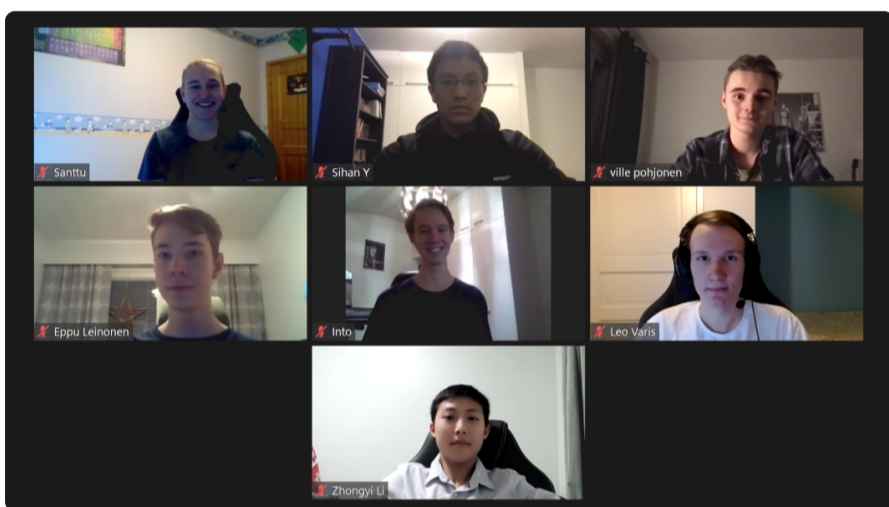 Santtu
Sihan Y
ville pohjonen
Eppu Leinonen
Into
Leo Varis
Zhongyi Li